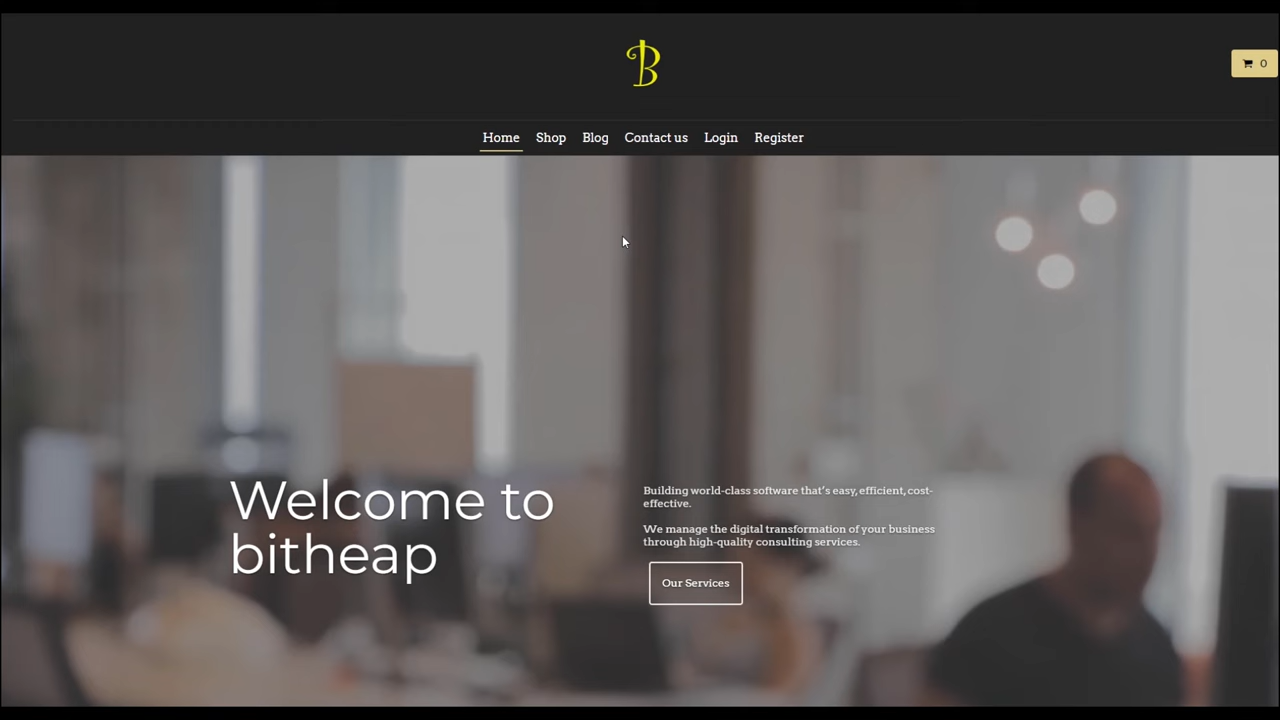 B
0
Home Shop Blog Contact us Login Register
Welcome to
bitheap
Building world-class software that's easy, efficient, cost-
effective.
We manage the digital transformation of your business
through high-quality consulting services.
Our Services